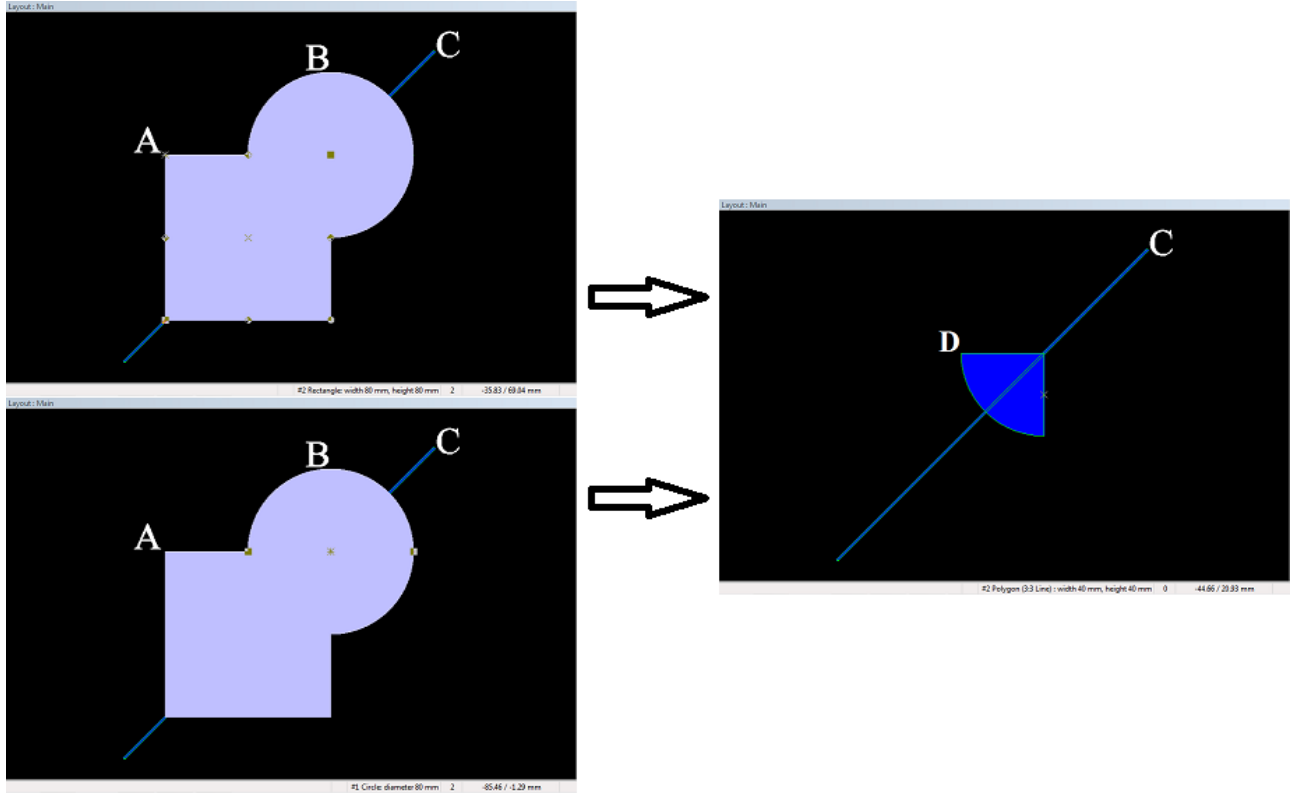 Layout: Main
B
C
A
#2 Rectangle: width 80 mm, height 80 mm 2 -35.83 / 69.04 mm
Layout: Main
B
C
A
#1 Circle: diameter 80 mm 2 -85.46 / -1.29 mm
Layout: Main
C
D
#2 Polygon (3:3 Line) : width 40 mm, height 40 mm 0 -44.66 / 20.93 mm